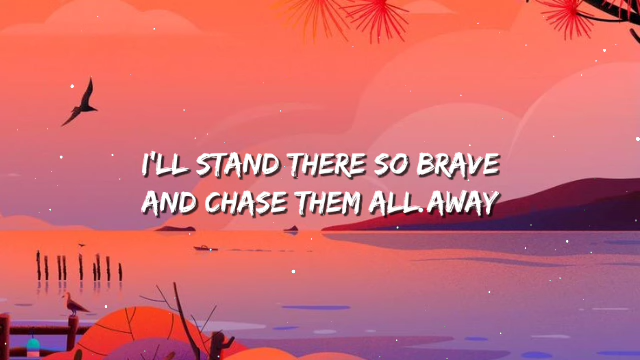 I'LL STAND THERE SO BRAVE
AND CHASE THEM ALL AWAY